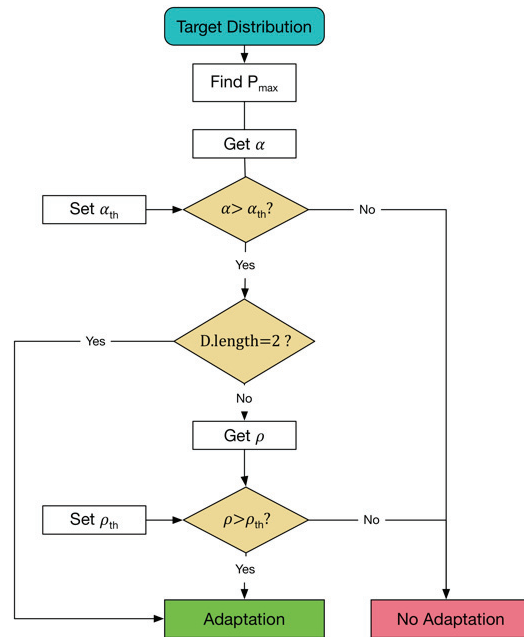 Target Distribution
Find Pmax
Get α
Set αth
α> αth?
No
Yes
D.length=2 ?
Yes
No
Get ρ
Set ρth
ρ>ρth?
No
Yes
Adaptation
No Adaptation